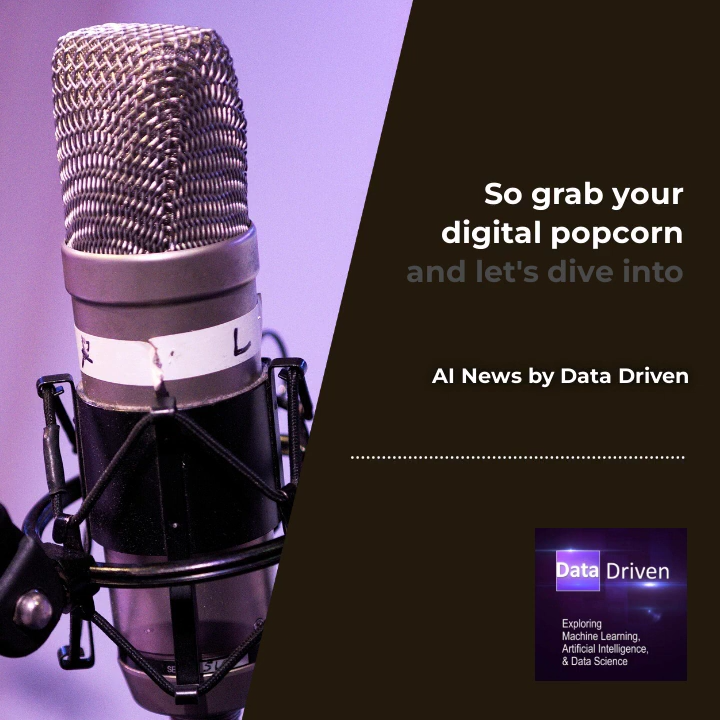 So grab your
digital popcorn
and let's dive into
AI News by Data Driven
Data Driven
Exploring
Machine Learning,
Artificial Intelligence,
& Data Science
L